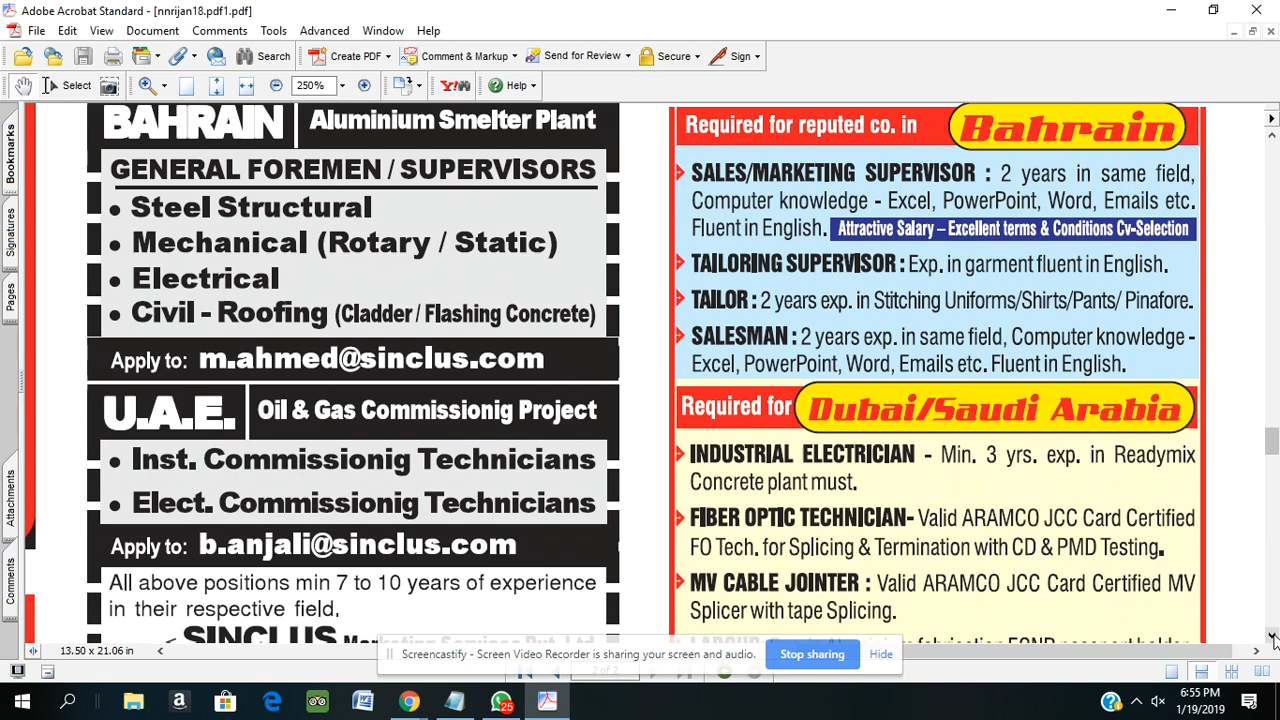 Adobe Acrobat Standard - [nnrijan18.pdf1.pdf]
File Edit View Document Comments Tools Advanced Window Help
Search Create PDF Comment & Markup Send for Review Secure Sign
Select 250% Y! Help
Bookmarks
Signatures
Pages
Attachments
Comments
BAHRAIN Aluminium Smelter Plant
GENERAL FOREMEN / SUPERVISORS
• Steel Structural
• Mechanical (Rotary / Static)
• Electrical
• Civil - Roofing (Cladder / Flashing Concrete)
Apply to: m.ahmed@sinclus.com
U.A.E. Oil & Gas Commissionig Project
• Inst. Commissionig Technicians
• Elect. Commissionig Technicians
Apply to: b.anjali@sinclus.com
All above positions min 7 to 10 years of experience
in their respective field.
SINCLUS Marketing Services Pvt. Ltd
Required for reputed co. in Bahrain
SALES/MARKETING SUPERVISOR : 2 years in same field,
Computer knowledge - Excel, PowerPoint, Word, Emails etc.
Fluent in English. Attractive Salary – Excellent terms & Conditions Cv-Selection
TAILORING SUPERVISOR : Exp. in garment fluent in English.
TAILOR : 2 years exp. in Stitching Uniforms/Shirts/Pants/ Pinafore.
SALESMAN : 2 years exp. in same field, Computer knowledge -
Excel, PowerPoint, Word, Emails etc. Fluent in English.
Required for Dubai/Saudi Arabia
INDUSTRIAL ELECTRICIAN - Min. 3 yrs. exp. in Readymix
Concrete plant must.
FIBER OPTIC TECHNICIAN- Valid ARAMCO JCC Card Certified
FO Tech. for Splicing & Termination with CD & PMD Testing.
MV CABLE JOINTER : Valid ARAMCO JCC Card Certified MV
Splicer with tape Splicing.
13.50 x 21.06 in
Screencastify - Screen Video Recorder is sharing your screen and audio. Stop sharing Hide
2 of 2
25
6:55 PM
1/19/2019